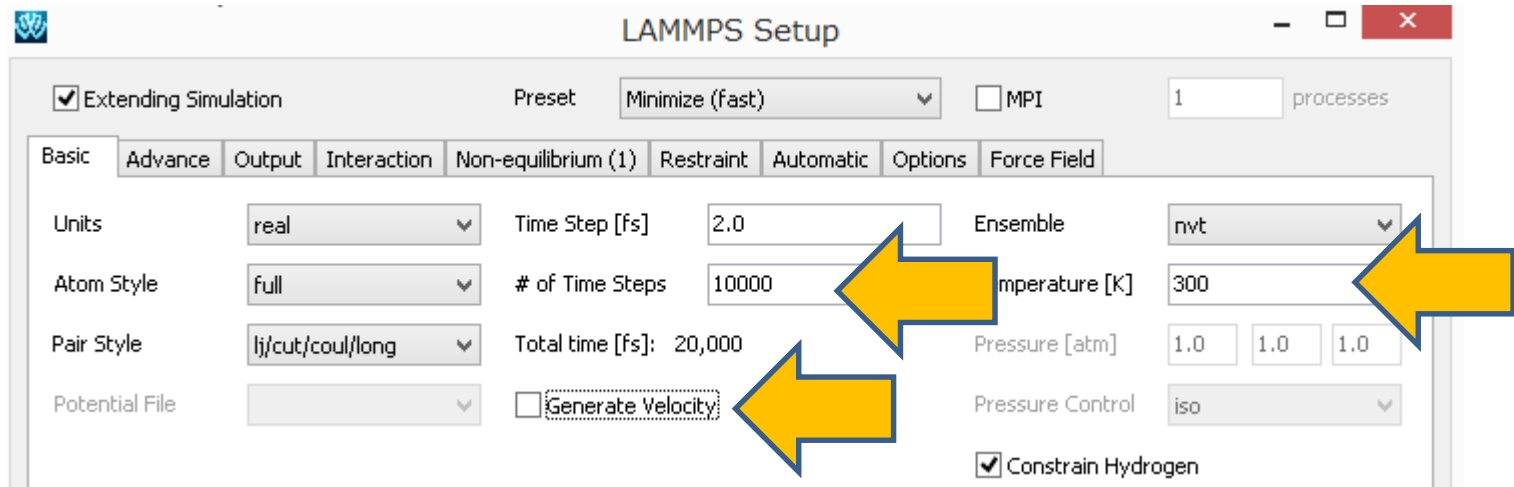 LAMMPS Setup
Extending Simulation Preset Minimize (fast) MPI 1 processes
Basic Advance Output Interaction Non-equilibrium (1) Restraint Automatic Options Force Field
Units real Time Step [fs] 2.0 Ensemble nvt
Atom Style full # of Time Steps 10000 emperature [K] 300
Pair Style lj/cut/coul/long Total time [fs]: 20,000 Pressure [atm] 1.0 1.0 1.0
Potential File Generate Velocity Pressure Control iso
Constrain Hydrogen